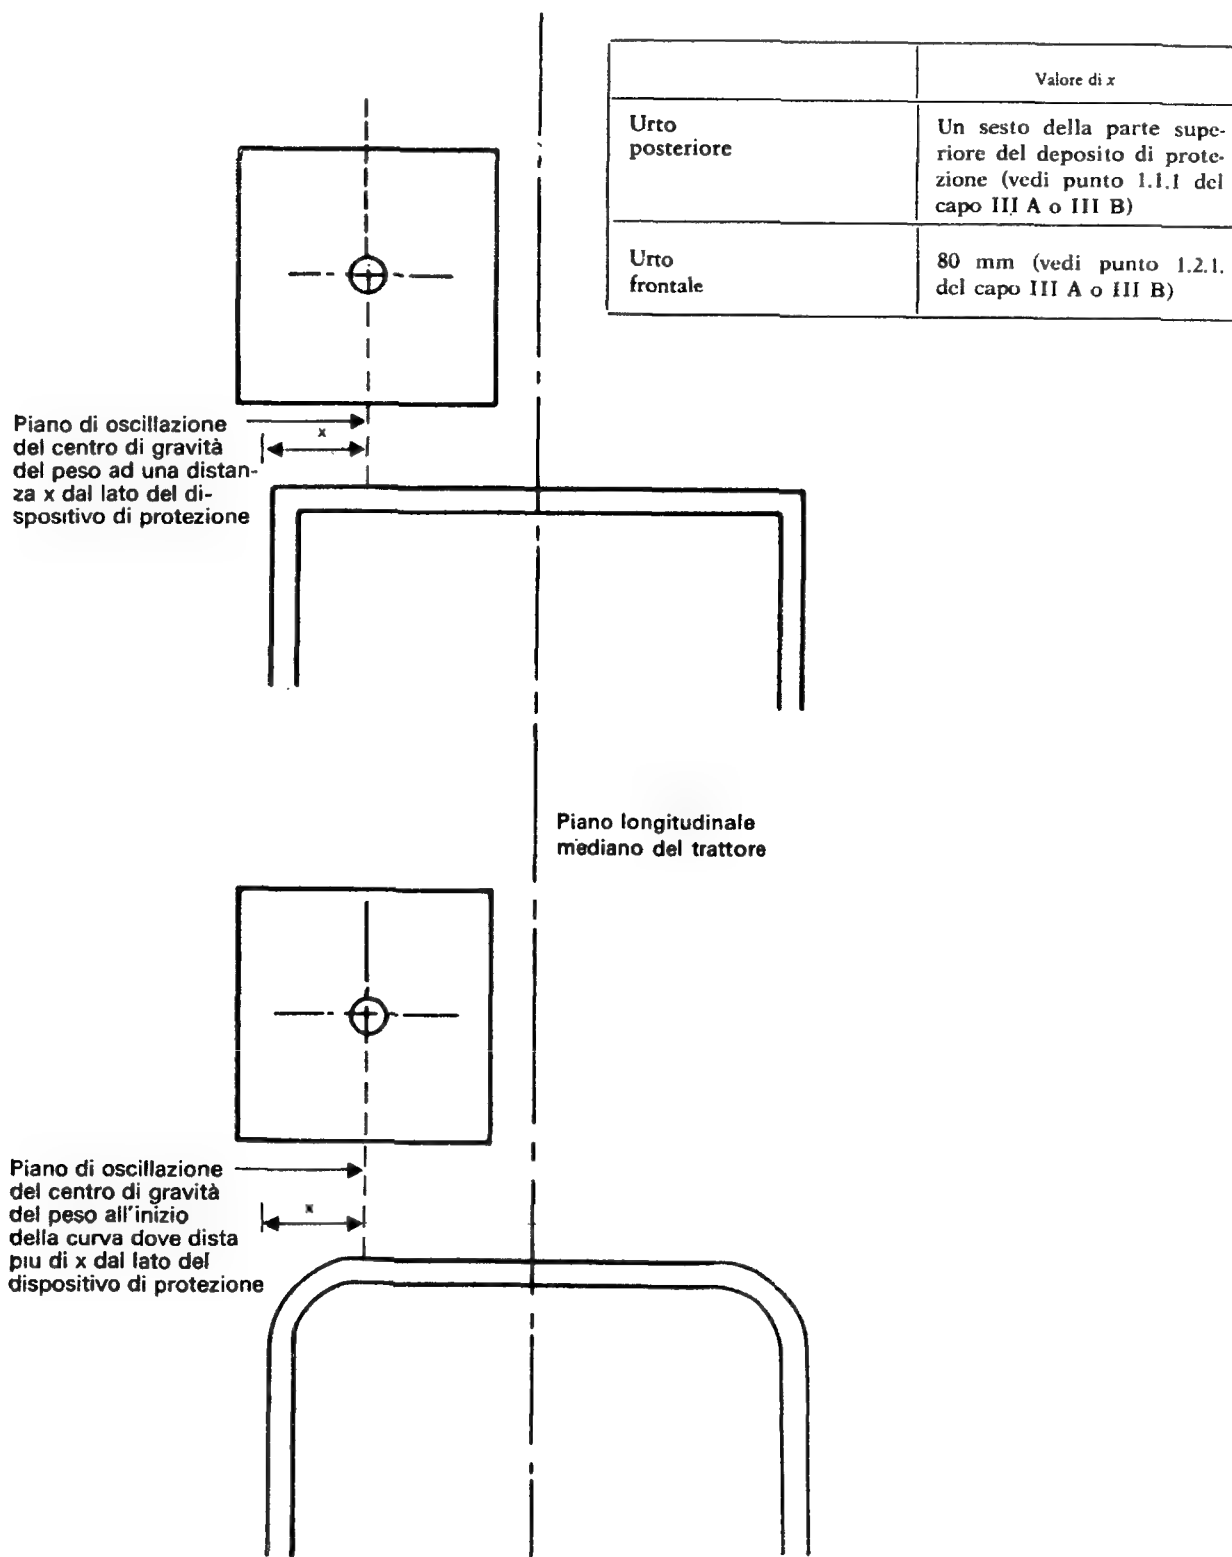 Valore di x
Urto
posteriore
Un sesto della parte supe-
riore del deposito di prote-
zione (vedi punto 1.1.1 del
capo III A o III B)
Urto
frontale
80 mm (vedi punto 1.2.1.
del capo III A o III B)
Piano di oscillazione
del centro di gravità
del peso ad una distan-
za x dal lato del di-
spositivo di protezione
x
Piano longitudinale
mediano del trattore
Piano di oscillazione
del centro di gravità
del peso all'inizio
della curva dove dista
piu di x dal lato del
dispositivo di protezione
x